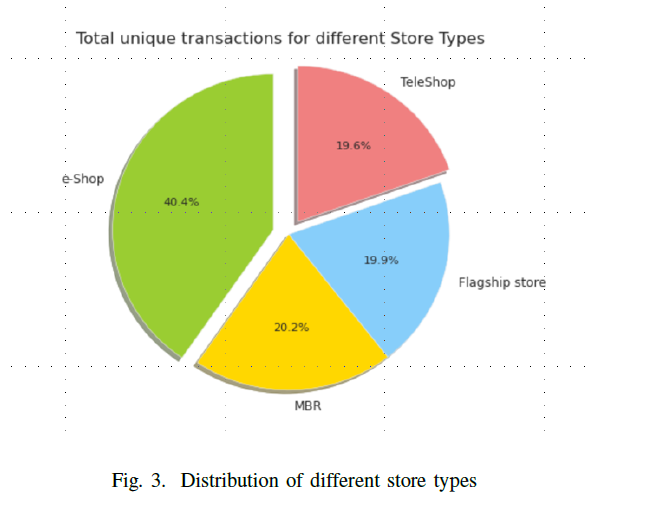 Total unique transactions for different Store Types
TeleShop
19.6%
e-Shop
40.4%
19.9%
Flagship store
20.2%
MBR
Fig. 3. Distribution of different store types